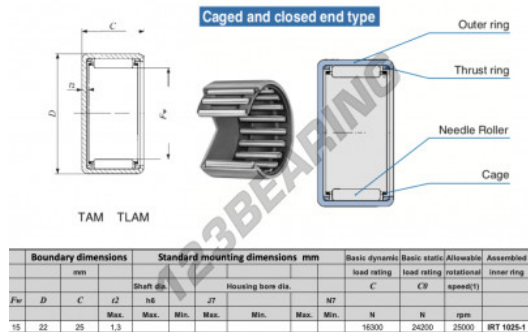 Caged and closed end type
C
t2
D
Fw
TAM TLAM
Outer ring
Thrust ring
Needle Roller
Cage
123BEARING
Boundary dimensions Standard mounting dimensions mm Basic dynamic Basic static Allowable Assembled
mm load rating load rating rotational inner ring
Shaft dia. Housing bore dia. C C0 speed(1)
Fw D C t2 h6 J7 N7
Max. Max. Min. Max. Min. Max. Min. N N rpm
15 22 25 1,3 16300 24200 25000 IRT 1025-1